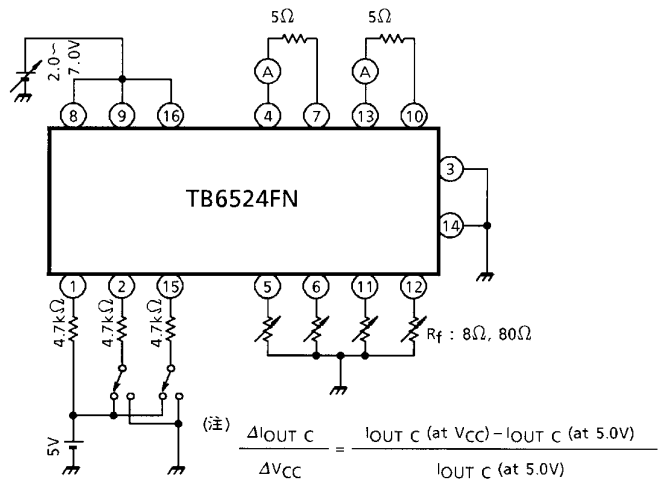 5Ω
5Ω
2.0〜
7.0V
A
A
8
9
16
4
7
13
10
3
TB6524FN
14
1
2
15
5
6
11
12
4.7kΩ
4.7kΩ
4.7kΩ
Rf : 8Ω, 80Ω
5V
(注)
ΔIOUT C / ΔVCC = IOUT C (at VCC) − IOUT C (at 5.0V) / IOUT C (at 5.0V)